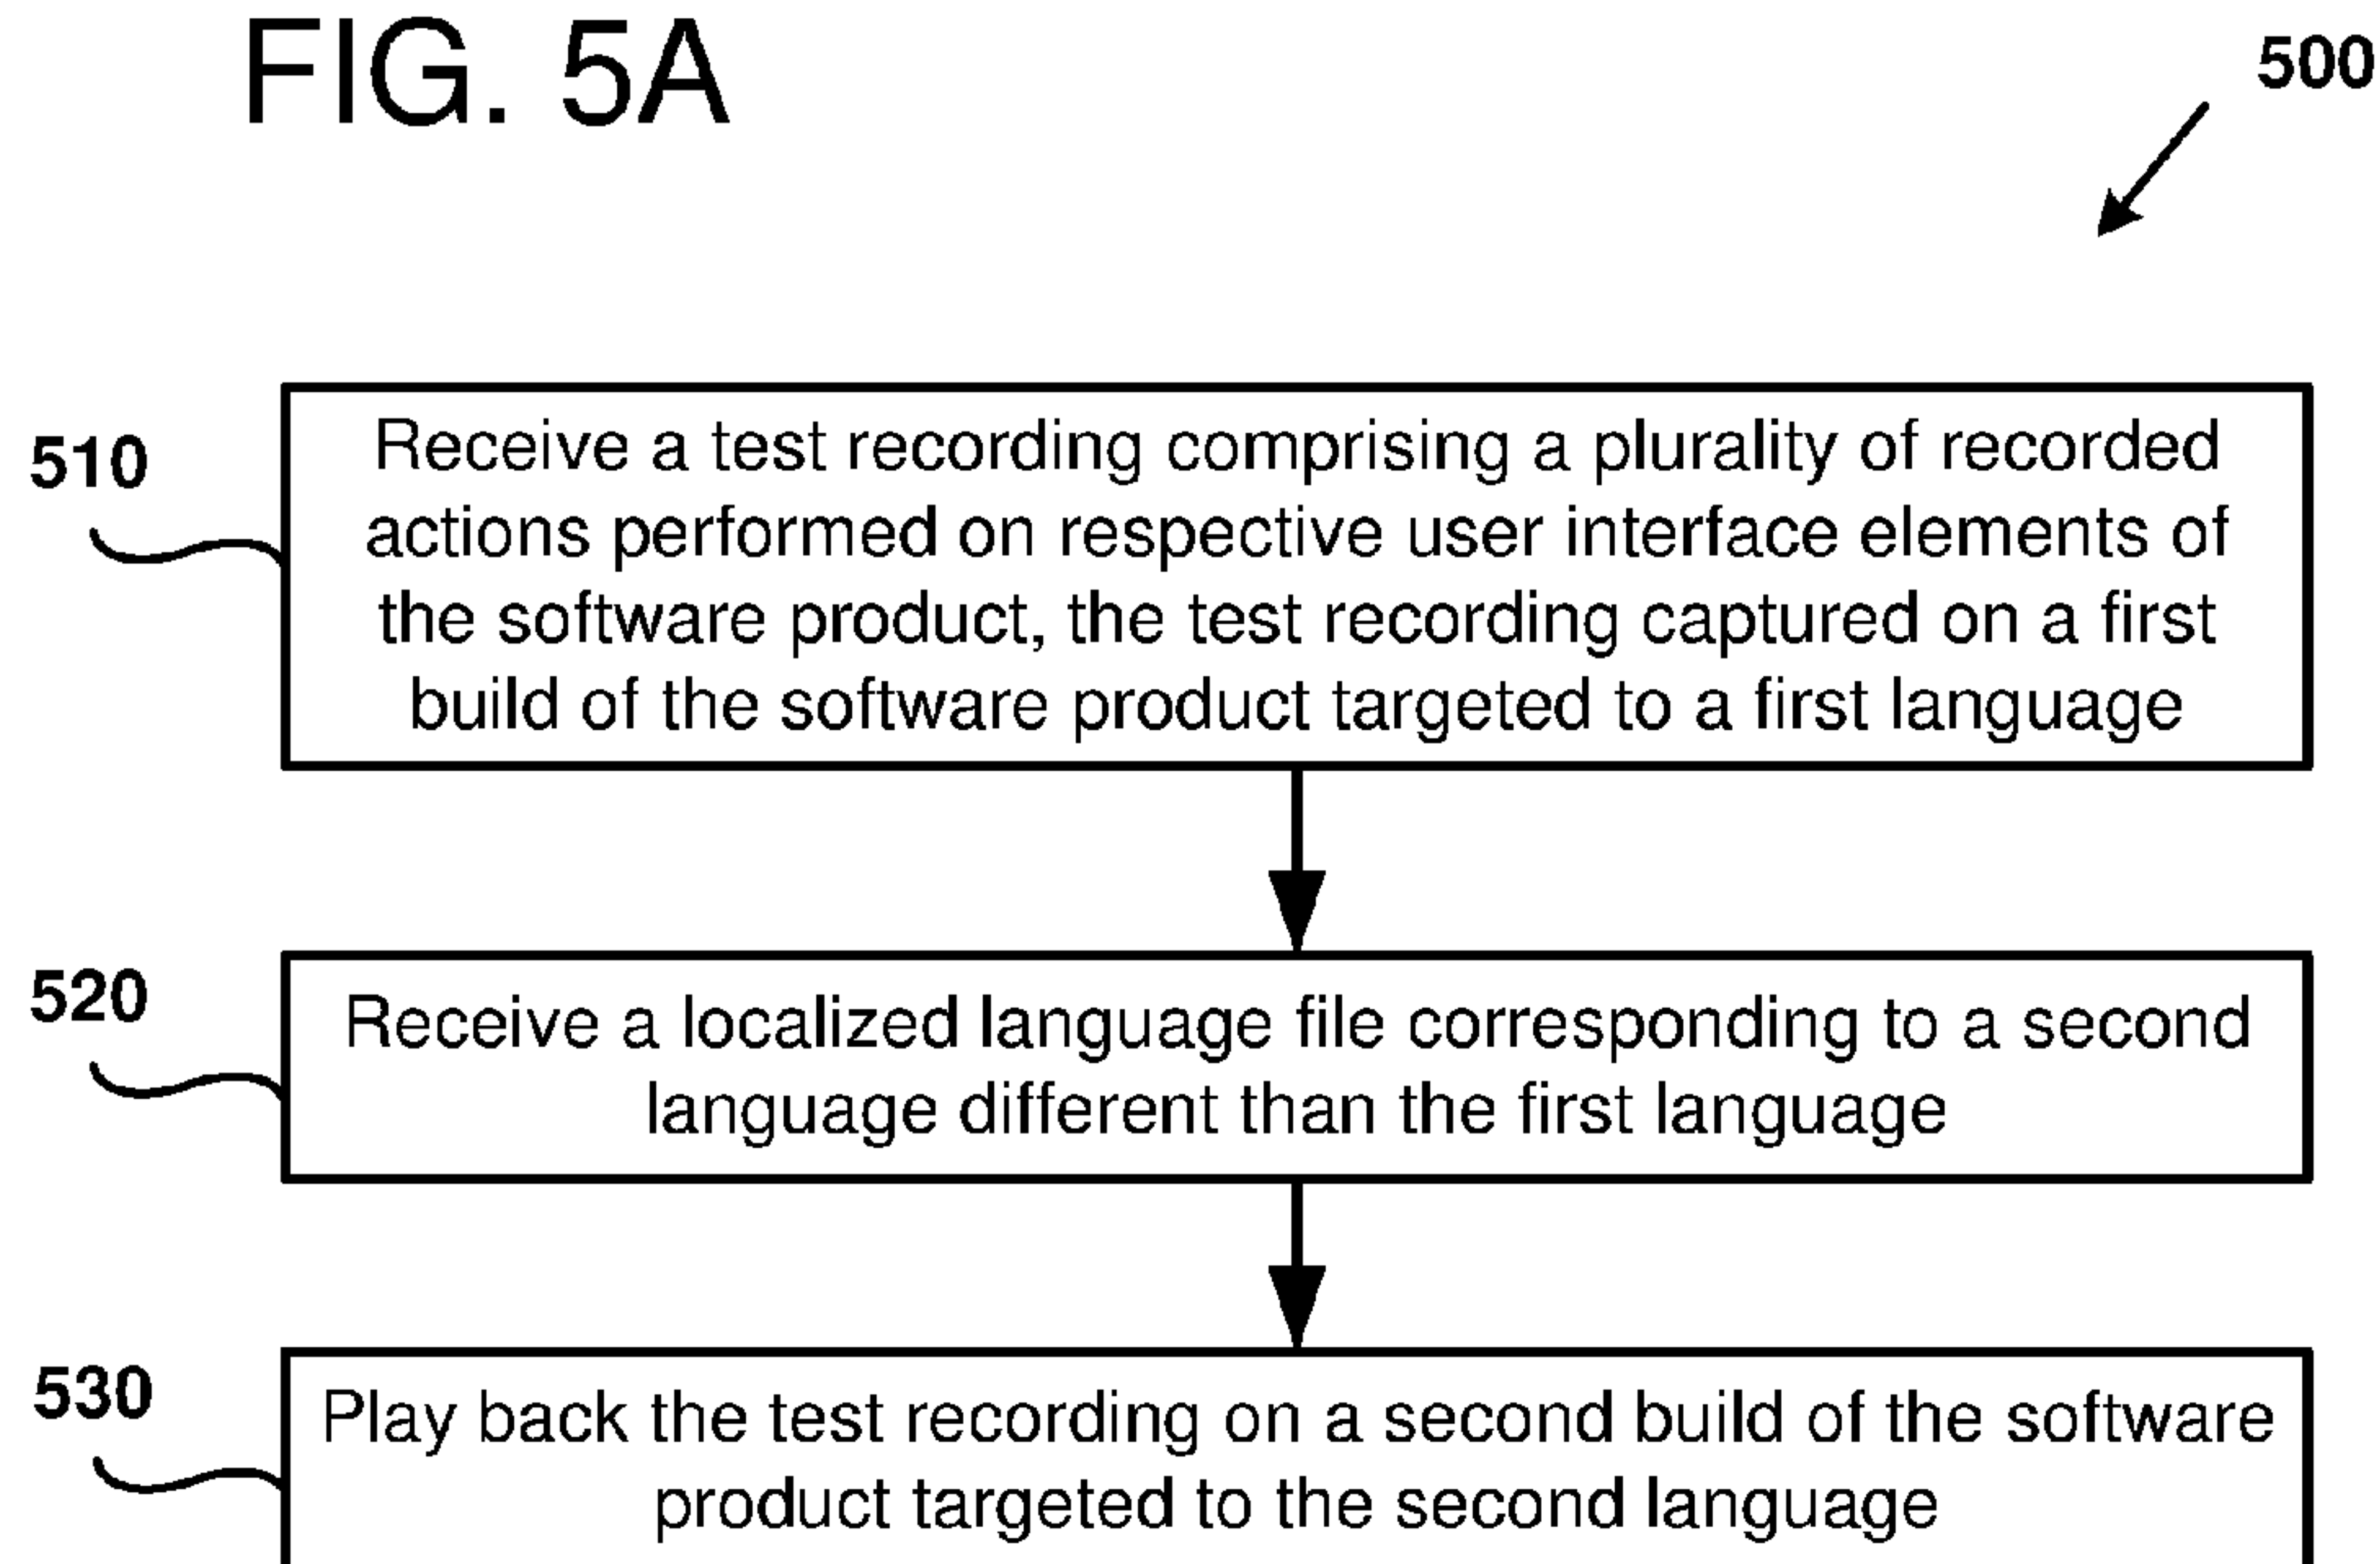 FIG. 5A
500
510
Receive a test recording comprising a plurality of recorded
actions performed on respective user interface elements of
the software product, the test recording captured on a first
build of the software product targeted to a first language
520
Receive a localized language file corresponding to a second
language different than the first language
530
Play back the test recording on a second build of the software
product targeted to the second language